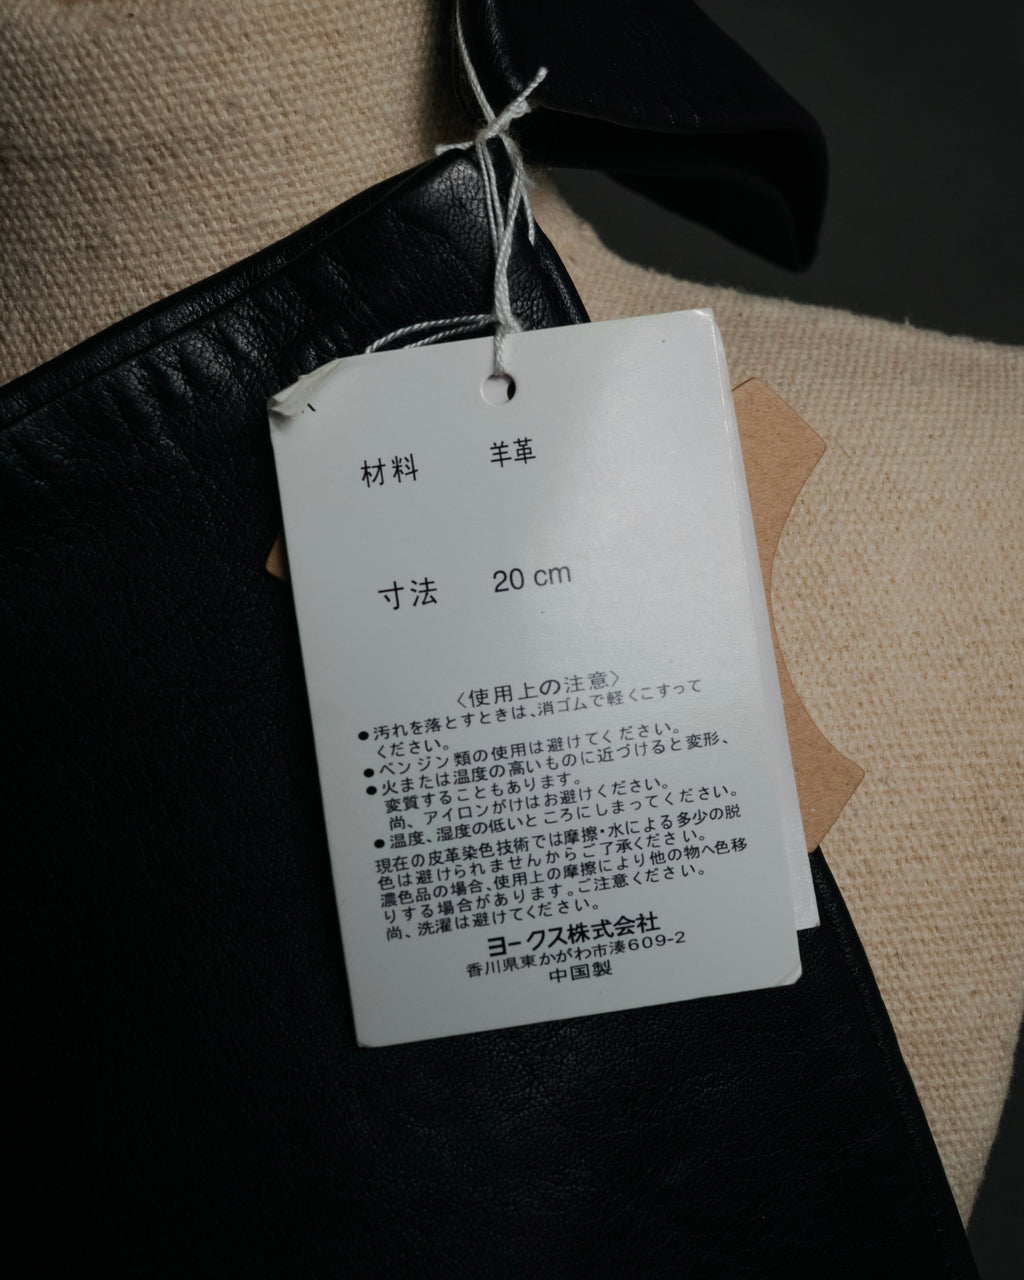 材料 羊革
寸法 20 cm
〈使用上の注意〉
●汚れを落とすときは、消ゴムで軽くこすって
ください。
●ベンジン類の使用は避けてください。
●火または温度の高いものに近づけると変形、
変質することもあります。
尚、アイロンがけはお避けください。
●温度、湿度の低いところにしまってください。
現在の皮革染色技術では摩擦・水による多少の脱
色は避けられませんからご了承ください。
濃色品の場合、使用上の摩擦により他の物へ色移
りする場合があります。ご注意ください。
尚、洗濯は避けてください。
ヨークス株式会社
香川県東かがわ市湊609-2
中国製